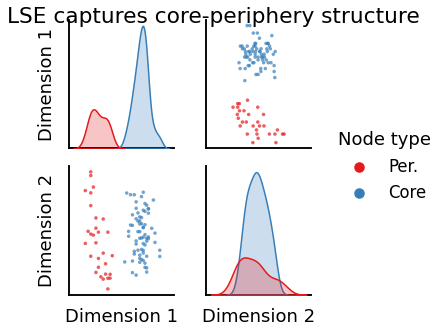 LSE captures core-periphery structure
Dimension 1
Node type
Per.
Core
Dimension 2
Dimension 1
Dimension 2